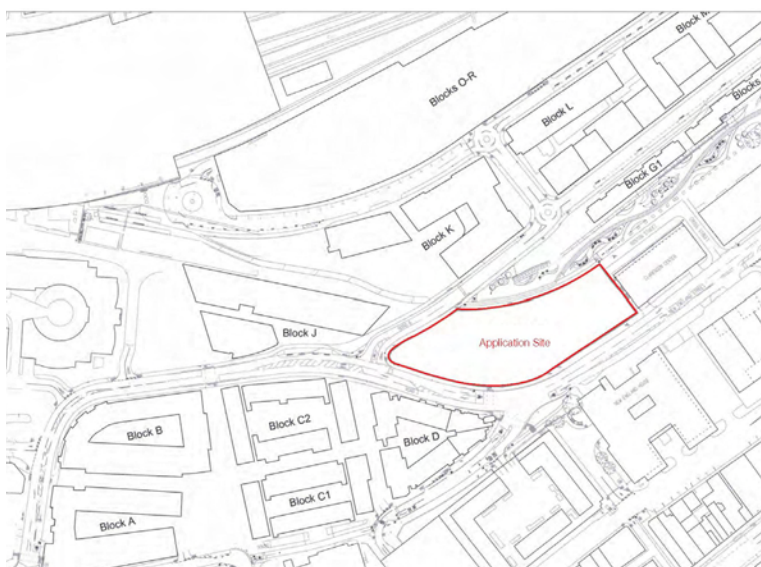 Block M
Blocks O-R
Block L
Blocks
Block G1
Block K
Application Site
Block J
Block C2
Block B
Block D
Block C1
Block A